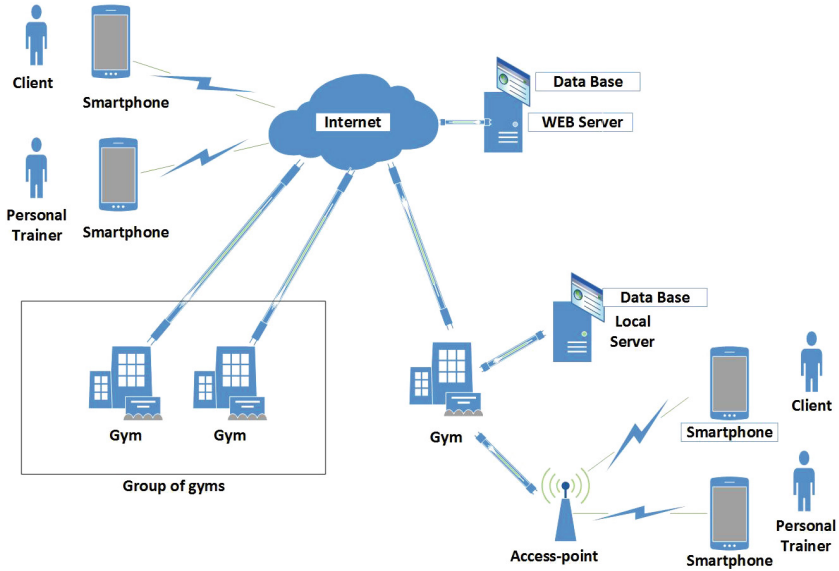 Client
Smartphone
Internet
Data Base
WEB Server
Personal
Trainer
Smartphone
Data Base
Local
Server
Gym
Gym
Gym
Group of gyms
Client
Smartphone
Access-point
Personal
Trainer
Smartphone